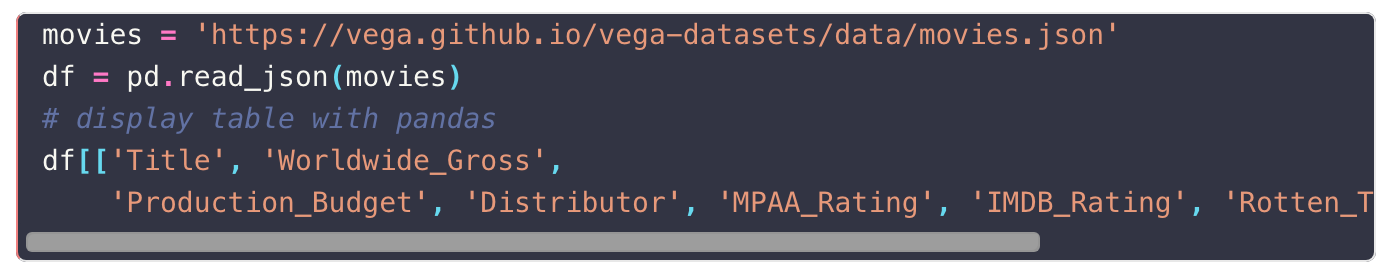 movies = 'https://vega.github.io/vega-datasets/data/movies.json'
df = pd.read_json(movies)
# display table with pandas
df[['Title', 'Worldwide_Gross',
    'Production_Budget', 'Distributor', 'MPAA_Rating', 'IMDB_Rating', 'Rotten_T